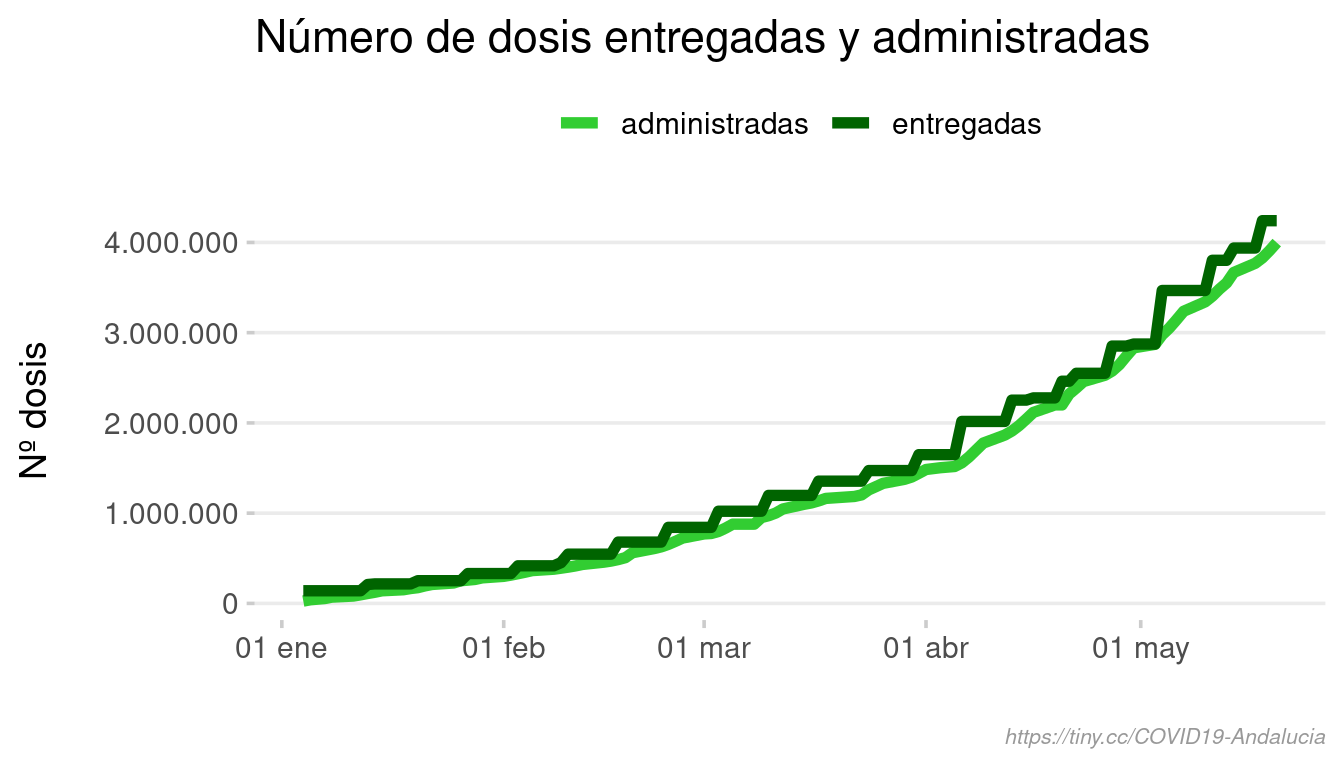 Número de dosis entregadas y administradas
administradas entregadas
Nº dosis
4.000.000
3.000.000
2.000.000
1.000.000
0
01 ene 01 feb 01 mar 01 abr 01 may
https://tiny.cc/COVID19-Andalucia